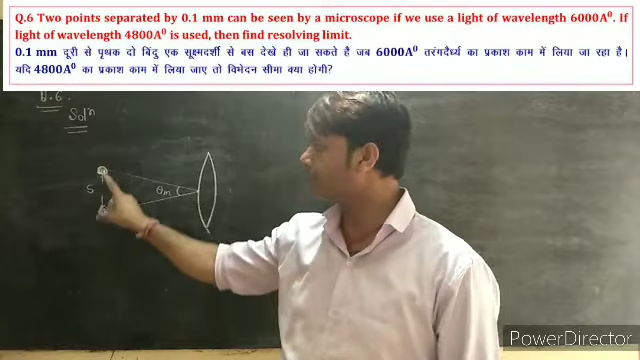 Q.6 Two points separated by 0.1 mm can be seen by a microscope if we use a light of wavelength 6000A⁰. If
light of wavelength 4800A⁰ is used, then find resolving limit.
0.1 mm दूरी से पृथक दो बिंदु एक सूक्ष्मदर्शी से बस देखे ही जा सकते हैं जब 6000A⁰ तरंगदैर्ध्य का प्रकाश काम में लिया जा रहा है।
यदि 4800A⁰ का प्रकाश काम में लिया जाए तो विभेदन सीमा क्या होगी?
Q.6.
Solⁿ
S
θm
PowerDirector